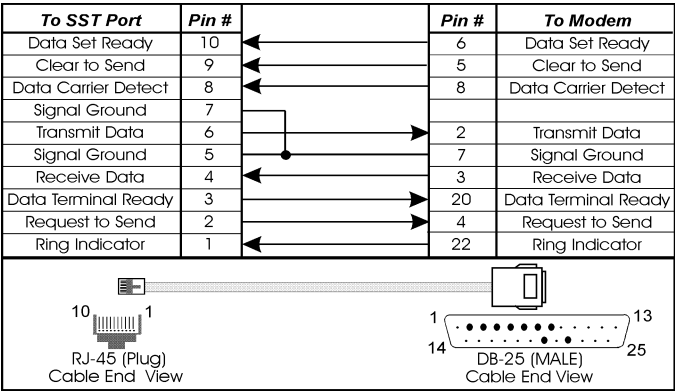 To SST Port Pin # Pin # To Modem
Data Set Ready 10 6 Data Set Ready
Clear to Send 9 5 Clear to Send
Data Carrier Detect 8 8 Data Carrier Detect
Signal Ground 7
Transmit Data 6 2 Transmit Data
Signal Ground 5 7 Signal Ground
Receive Data 4 3 Receive Data
Data Terminal Ready 3 20 Data Terminal Ready
Request to Send 2 4 Request to Send
Ring Indicator 1 22 Ring Indicator
10 1
RJ-45 (Plug)
Cable End View
1 13
14 25
DB-25 (MALE)
Cable End View